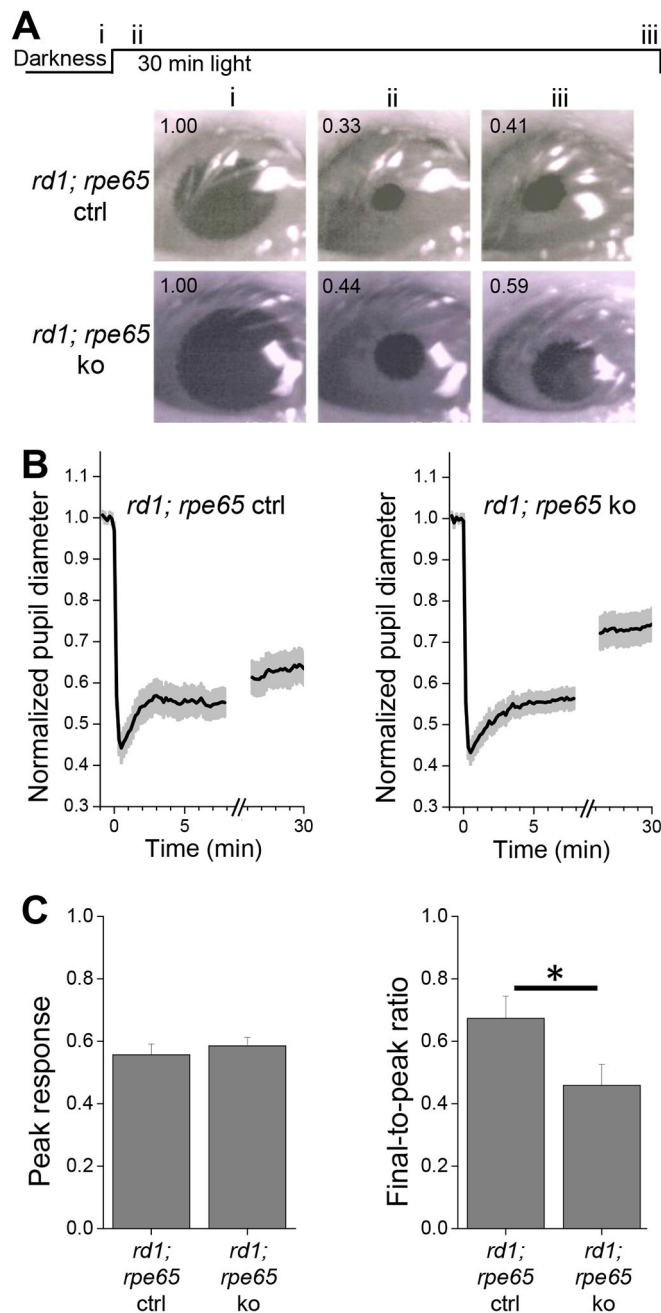 A
i ii iii
Darkness
30 min light
i ii iii
rd1; rpe65
ctrl
1.00 0.33 0.41
rd1; rpe65
ko
1.00 0.44 0.59
B
rd1; rpe65 ctrl
Normalized pupil diameter
1.1
1.0
0.9
0.8
0.7
0.6
0.5
0.4
0.3
0 5 30
Time (min)
rd1; rpe65 ko
Normalized pupil diameter
1.1
1.0
0.9
0.8
0.7
0.6
0.5
0.4
0.3
0 5 30
Time (min)
C
Peak response
1.0
0.8
0.6
0.4
0.2
0.0
rd1;
rpe65
ctrl
rd1;
rpe65
ko
Final-to-peak ratio
1.0
0.8
0.6
0.4
0.2
0.0
*
rd1;
rpe65
ctrl
rd1;
rpe65
ko